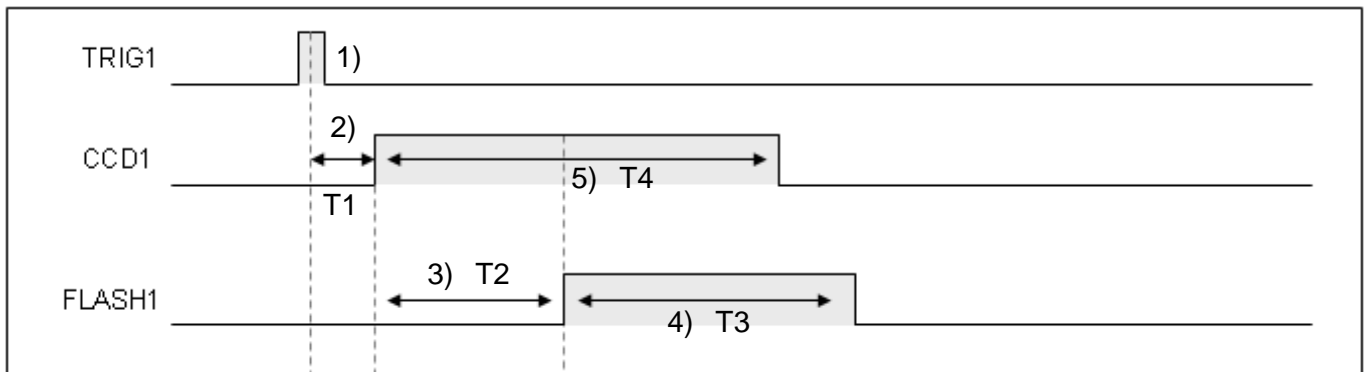 TRIG1 1)
2)
CCD1
5) T4
T1
3) T2
FLASH1
4) T3